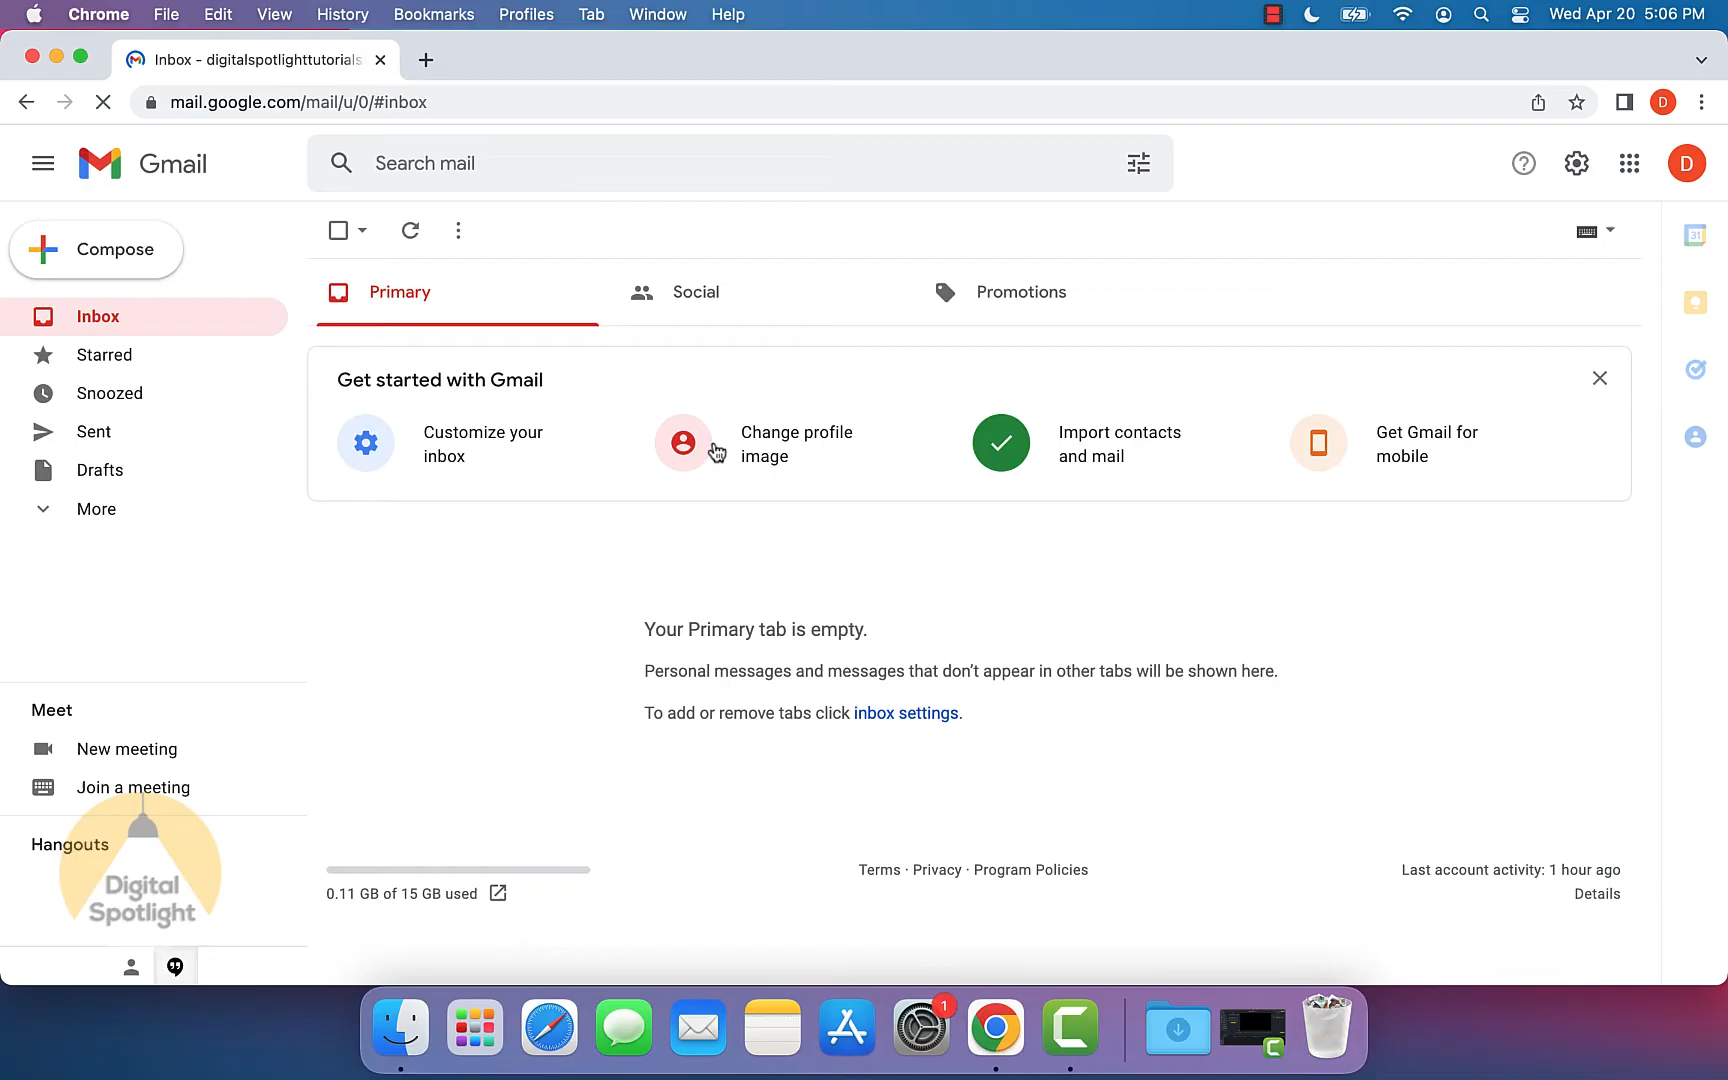 Chrome File Edit View History Bookmarks Profiles Tab Window Help Wed Apr 20 5:06 PM
Inbox - digitalspotlighttutorials
mail.google.com/mail/u/0/#inbox D
Gmail Search mail D
Compose
Primary Social Promotions 31
Inbox
Starred
Snoozed
Sent
Drafts
More
Get started with Gmail
Customize your
inbox
Change profile
image
Import contacts
and mail
Get Gmail for
mobile
Your Primary tab is empty.
Personal messages and messages that don't appear in other tabs will be shown here.
To add or remove tabs click inbox settings.
Meet
New meeting
Join a meeting
Hangouts
Digital
Spotlight
0.11 GB of 15 GB used
Terms · Privacy · Program Policies
Last account activity: 1 hour ago
Details
1